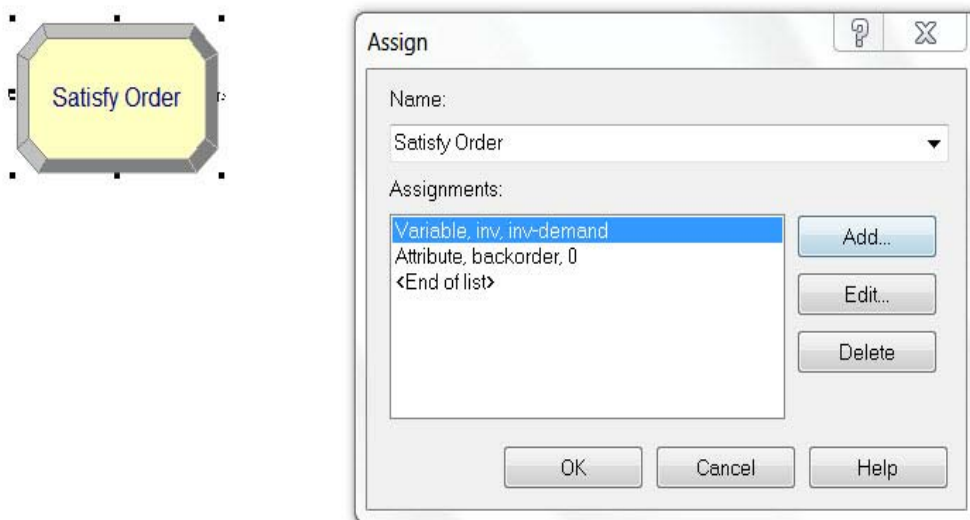 Satisfy Order
Assign
Name:
Satisfy Order
Assignments:
Variable, inv, inv-demand
Attribute, backorder, 0
<End of list>
Add...
Edit...
Delete
OK
Cancel
Help